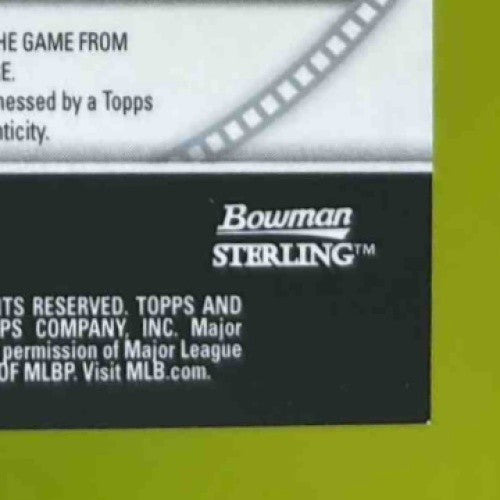 HE GAME FROM
E.
nessed by a Topps
nticity.
Bowman
STERLING™
TS RESERVED. TOPPS AND
PS COMPANY, INC. Major
permission of Major League
OF MLBP. Visit MLB.com.